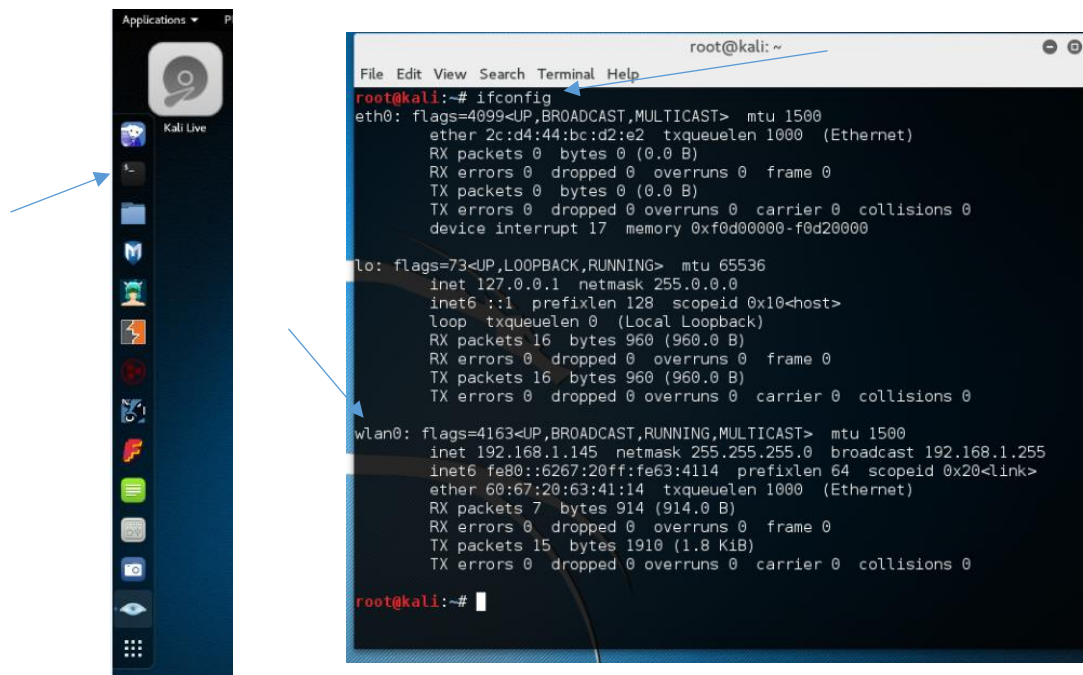 Applications
Kali Live
root@kali: ~
File Edit View Search Terminal Help
root@kali:~# ifconfig
eth0: flags=4099<UP,BROADCAST,MULTICAST>  mtu 1500
        ether 2c:d4:44:bc:d2:e2  txqueuelen 1000  (Ethernet)
        RX packets 0  bytes 0 (0.0 B)
        RX errors 0  dropped 0  overruns 0  frame 0
        TX packets 0  bytes 0 (0.0 B)
        TX errors 0  dropped 0 overruns 0  carrier 0  collisions 0
        device interrupt 17  memory 0xf0d00000-f0d20000
lo: flags=73<UP,LOOPBACK,RUNNING>  mtu 65536
        inet 127.0.0.1  netmask 255.0.0.0
        inet6 ::1  prefixlen 128  scopeid 0x10<host>
        loop  txqueuelen 0  (Local Loopback)
        RX packets 16  bytes 960 (960.0 B)
        RX errors 0  dropped 0  overruns 0  frame 0
        TX packets 16  bytes 960 (960.0 B)
        TX errors 0  dropped 0 overruns 0  carrier 0  collisions 0
wlan0: flags=4163<UP,BROADCAST,RUNNING,MULTICAST>  mtu 1500
        inet 192.168.1.145  netmask 255.255.255.0  broadcast 192.168.1.255
        inet6 fe80::6267:20ff:fe63:4114  prefixlen 64  scopeid 0x20<link>
        ether 60:67:20:63:41:14  txqueuelen 1000  (Ethernet)
        RX packets 7  bytes 914 (914.0 B)
        RX errors 0  dropped 0  overruns 0  frame 0
        TX packets 15  bytes 1910 (1.8 KiB)
        TX errors 0  dropped 0 overruns 0  carrier 0  collisions 0
root@kali:~#